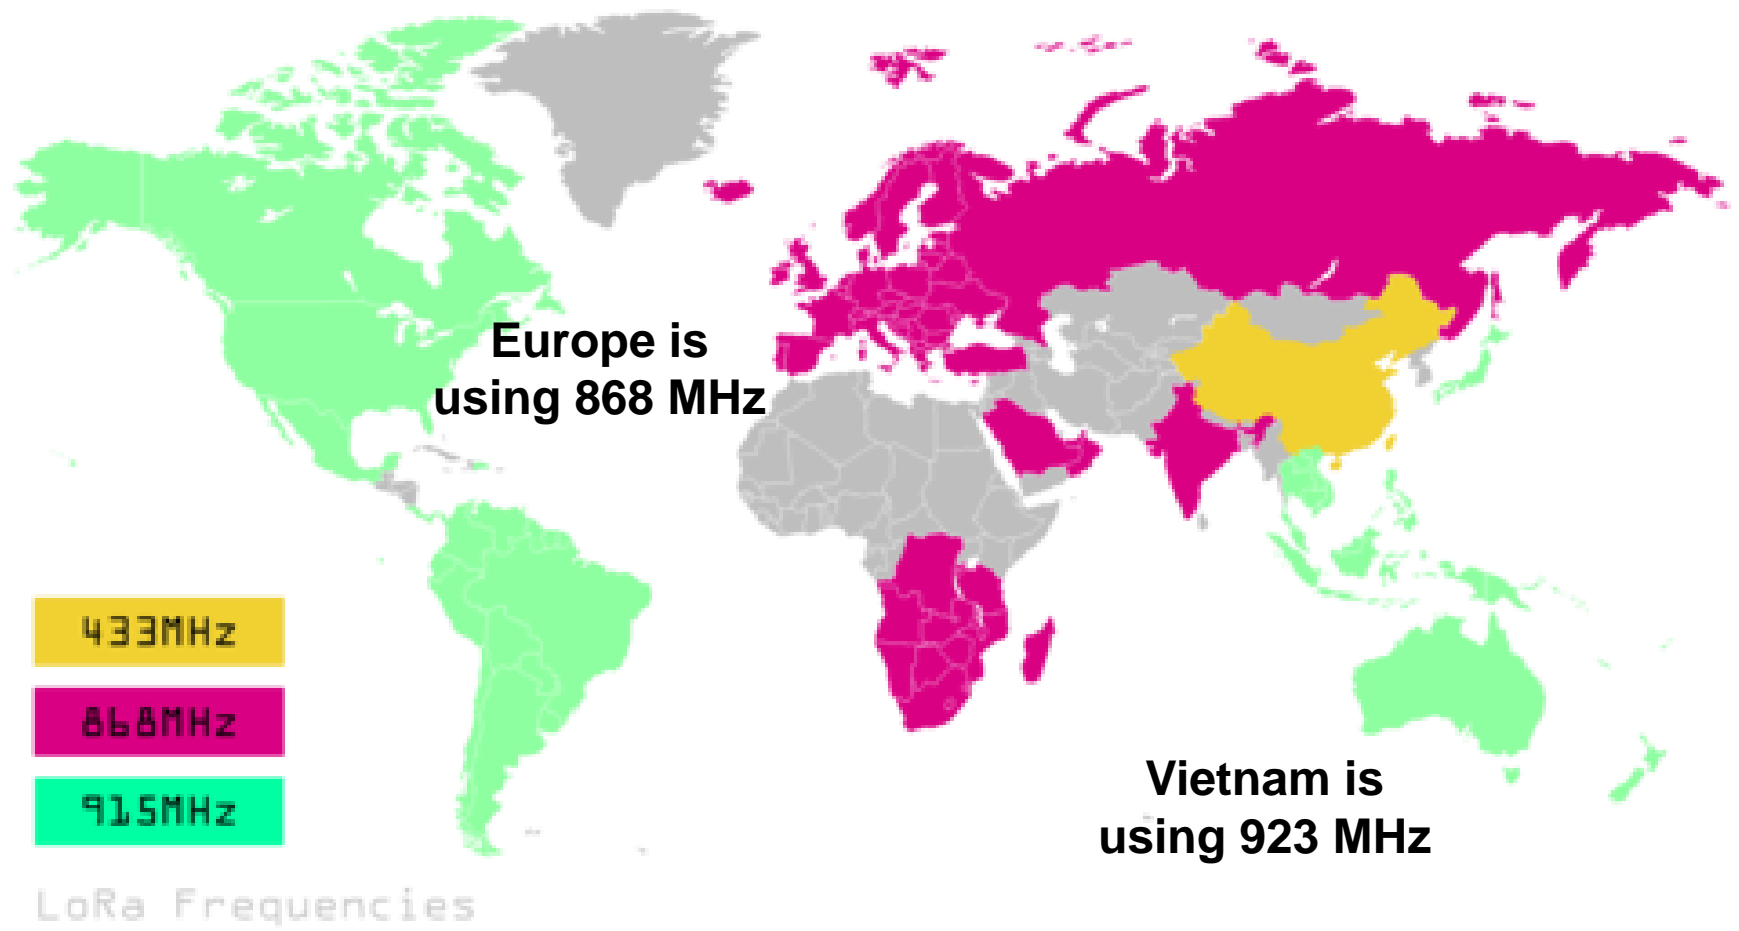 Europe is
using 868 MHz
433MHz
868MHz
915MHz
Vietnam is
using 923 MHz
LoRa Frequencies